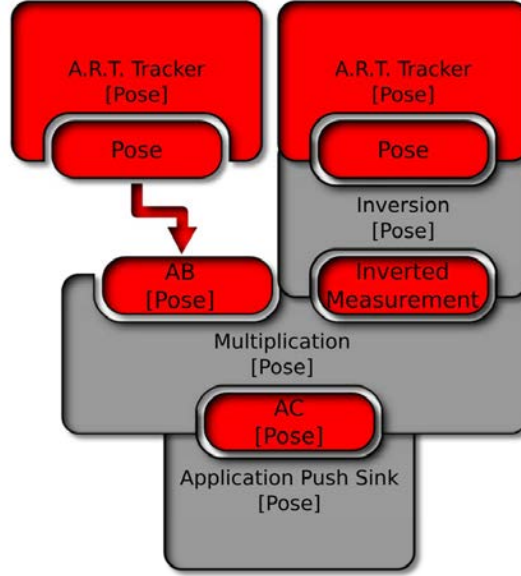 A.R.T. Tracker
[Pose]
Pose
A.R.T. Tracker
[Pose]
Pose
Inversion
[Pose]
AB
[Pose]
Inverted
Measurement
Multiplication
[Pose]
AC
[Pose]
Application Push Sink
[Pose]